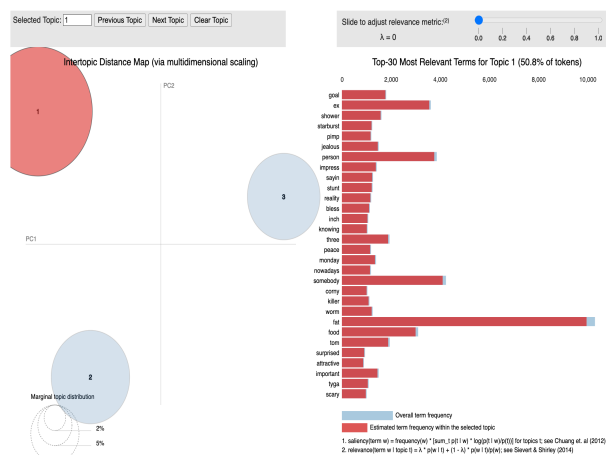 Selected Topic: 1 Previous Topic Next Topic Clear Topic
Slide to adjust relevance metric:(2)
λ = 0
0.0 0.2 0.4 0.6 0.8 1.0
Intertopic Distance Map (via multidimensional scaling)
PC2
PC1
1
3
2
Marginal topic distribution
2%
5%
Top-30 Most Relevant Terms for Topic 1 (50.8% of tokens)
0 2,000 4,000 6,000 8,000 10,000
goal
ex
shower
starburst
pimp
jealous
person
impress
sayin
stunt
reality
bless
inch
knowing
three
peace
monday
nowadays
somebody
corny
killer
worm
fat
food
tom
surprised
attractive
important
tyga
scary
Overall term frequency
Estimated term frequency within the selected topic
1. saliency(term w) = frequency(w) * [sum_t p(t | w) * log(p(t | w)/p(t))] for topics t; see Chuang et. al (2012)
2. relevance(term w | topic t) = λ * p(w | t) + (1 - λ) * p(w | t)/p(w); see Sievert & Shirley (2014)